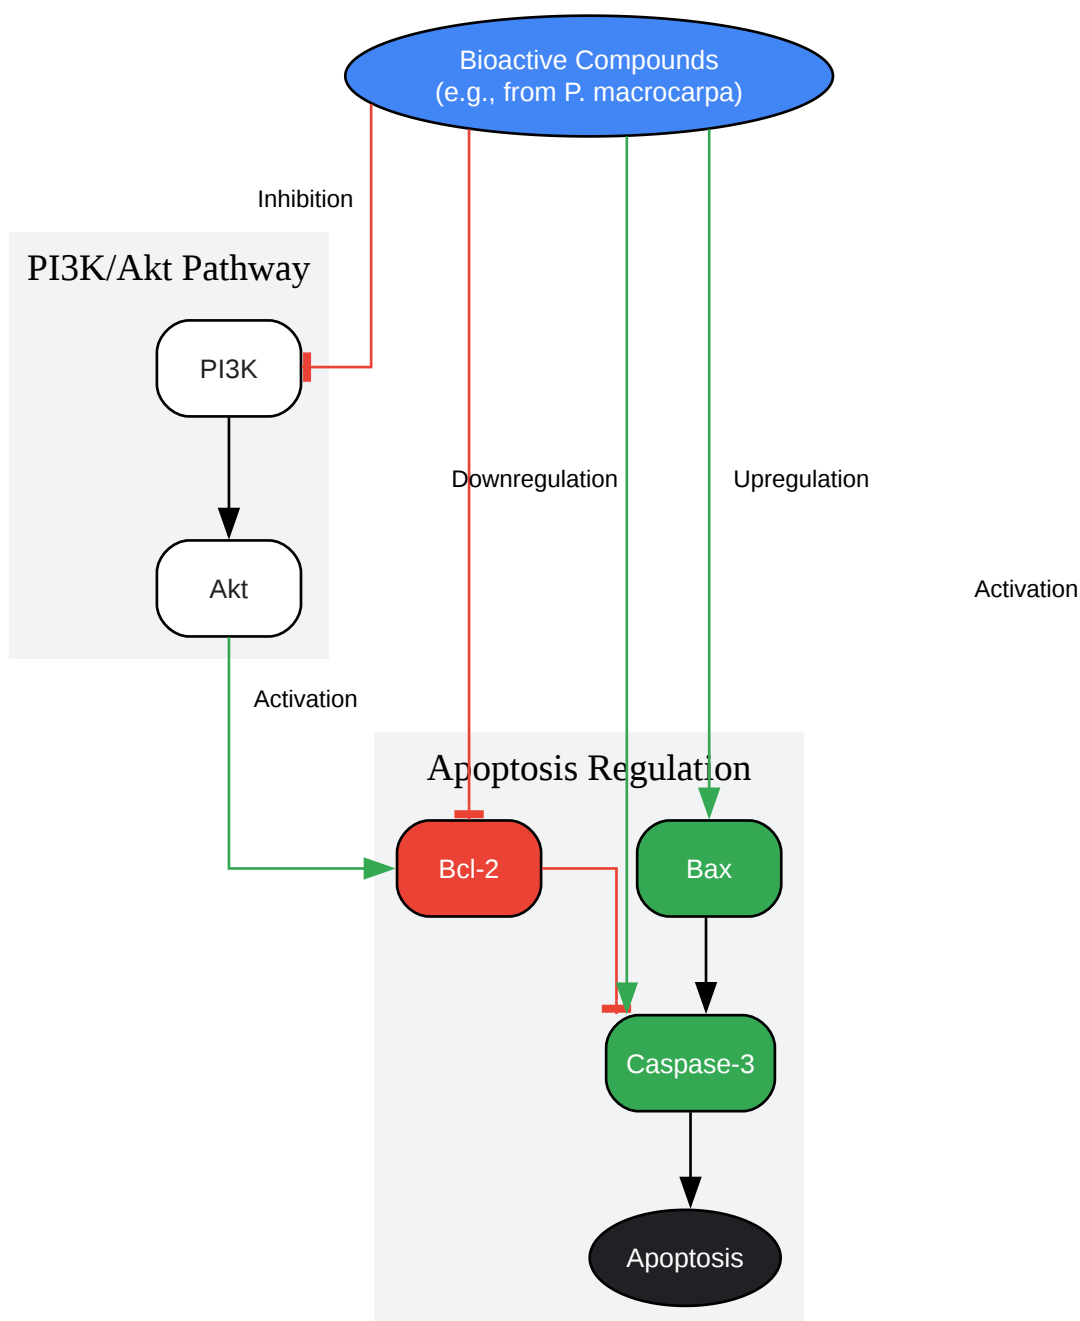 Bioactive Compounds
(e.g., from P. macrocarpa)
Inhibition
PI3K/Akt Pathway
PI3K
Downregulation
Upregulation
Akt
Activation
Activation
Apoptosis Regulation
Bcl-2
Bax
Caspase-3
Apoptosis